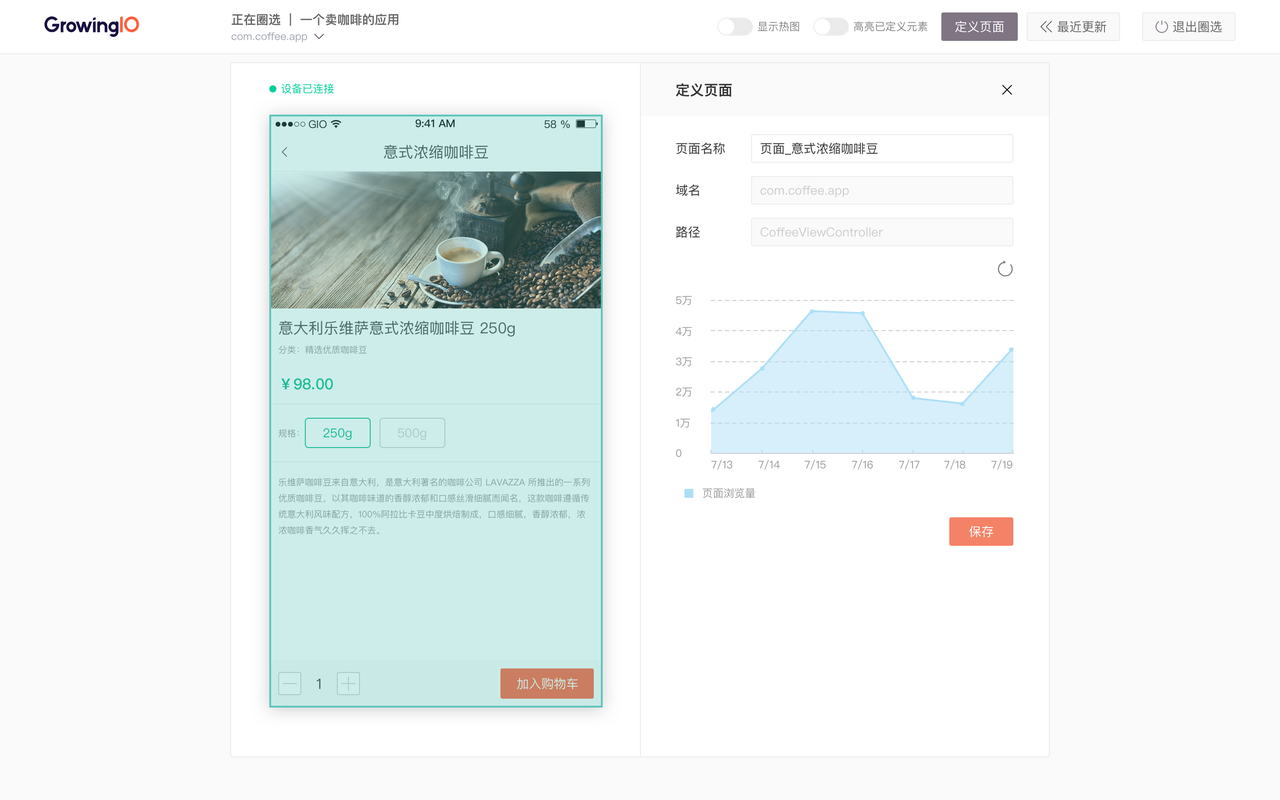 GrowingIO
正在圈选 | 一个卖咖啡的应用
com.coffee.app
显示热图
高亮已定义元素
定义页面
最近更新
退出圈选
设备已连接
GIO 9:41 AM 58 %
意式浓缩咖啡豆
意大利乐维萨意式浓缩咖啡豆 250g
分类：精选优质咖啡豆
¥ 98.00
规格： 250g 500g
乐维萨咖啡豆来自意大利，是意大利著名的咖啡公司 LAVAZZA 所推出的一系列
优质咖啡豆，以其咖啡味道的香醇浓郁和口感丝滑细腻而闻名，这款咖啡遵循传
统意大利风味配方，100%阿拉比卡豆中度烘焙制成，口感细腻，香醇浓郁，浓
浓咖啡香气久久挥之不去。
1
加入购物车
定义页面
页面名称 页面_意式浓缩咖啡豆
域名 com.coffee.app
路径 CoffeeViewController
5万
4万
3万
2万
1万
0
7/13 7/14 7/15 7/16 7/17 7/18 7/19
页面浏览量
保存